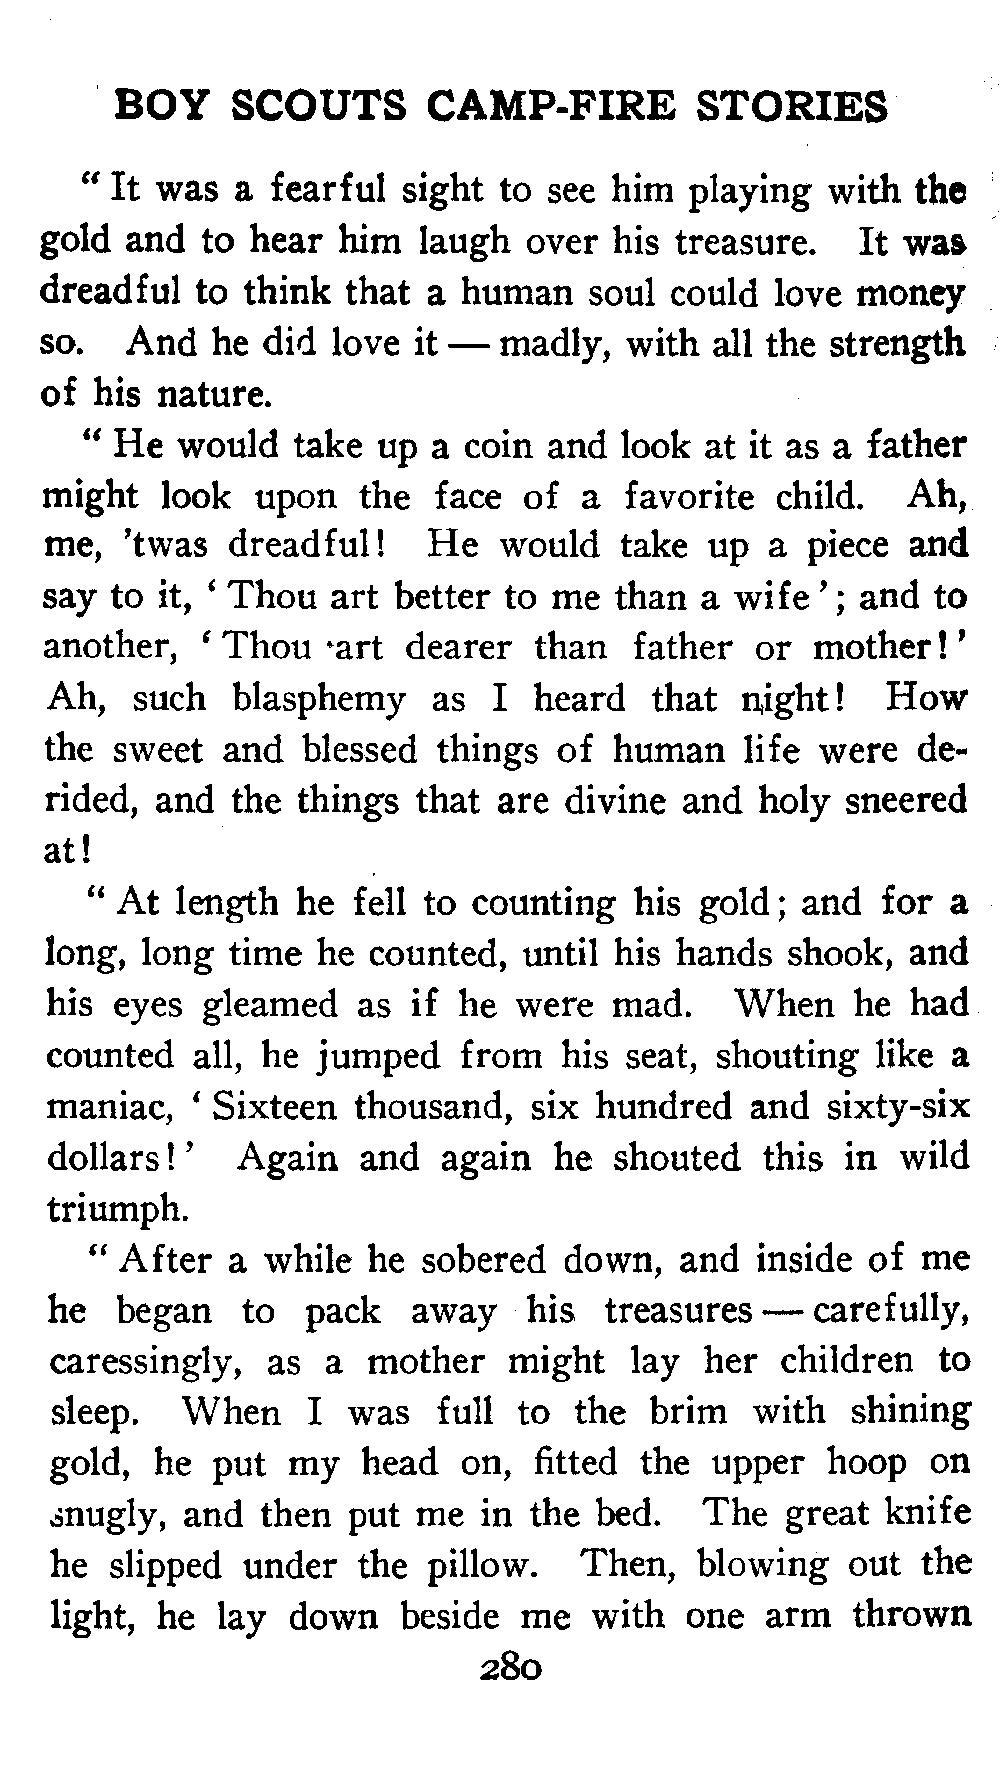 BOY SCOUTS CAMP-FIRE STORIES
“ It was a fearful sight to see him playing with the
gold and to hear him laugh over his treasure. It was
dreadful to think that a human soul could love money
so. And he did love it — madly, with all the strength
of his nature.
“ He would take up a coin and look at it as a father
might look upon the face of a favorite child. Ah,
me, ’twas dreadful! He would take up a piece and
say to it, ‘ Thou art better to me than a wife ’; and to
another, ‘ Thou art dearer than father or mother! ’
Ah, such blasphemy as I heard that night! How
the sweet and blessed things of human life were de-
rided, and the things that are divine and holy sneered
at!
“ At length he fell to counting his gold; and for a
long, long time he counted, until his hands shook, and
his eyes gleamed as if he were mad. When he had
counted all, he jumped from his seat, shouting like a
maniac, ‘ Sixteen thousand, six hundred and sixty-six
dollars! ’ Again and again he shouted this in wild
triumph.
“ After a while he sobered down, and inside of me
he began to pack away his treasures — carefully,
caressingly, as a mother might lay her children to
sleep. When I was full to the brim with shining
gold, he put my head on, fitted the upper hoop on
snugly, and then put me in the bed. The great knife
he slipped under the pillow. Then, blowing out the
light, he lay down beside me with one arm thrown
280